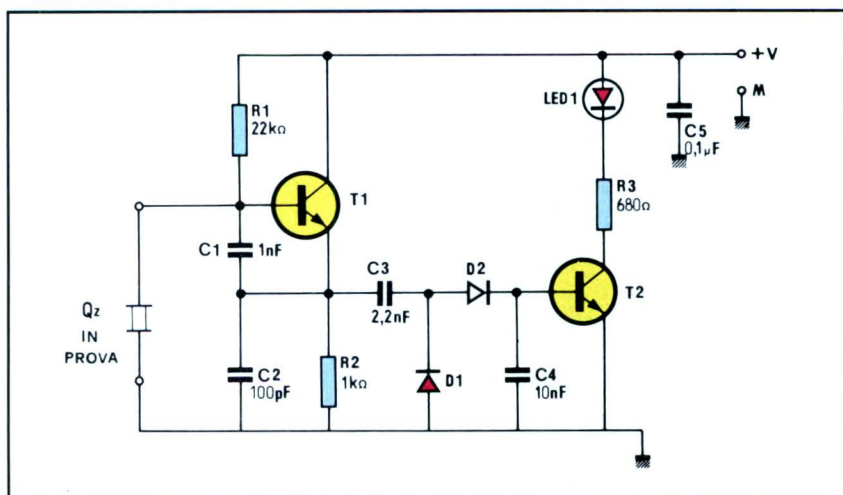 +V
M
LED1
R1
22kΩ
C5
0,1µF
R3
680Ω
T1
C1 1nF
C3
2,2nF
D2
T2
Qz
IN
PROVA
C2
100pF
R2
1kΩ
D1
C4
10nF